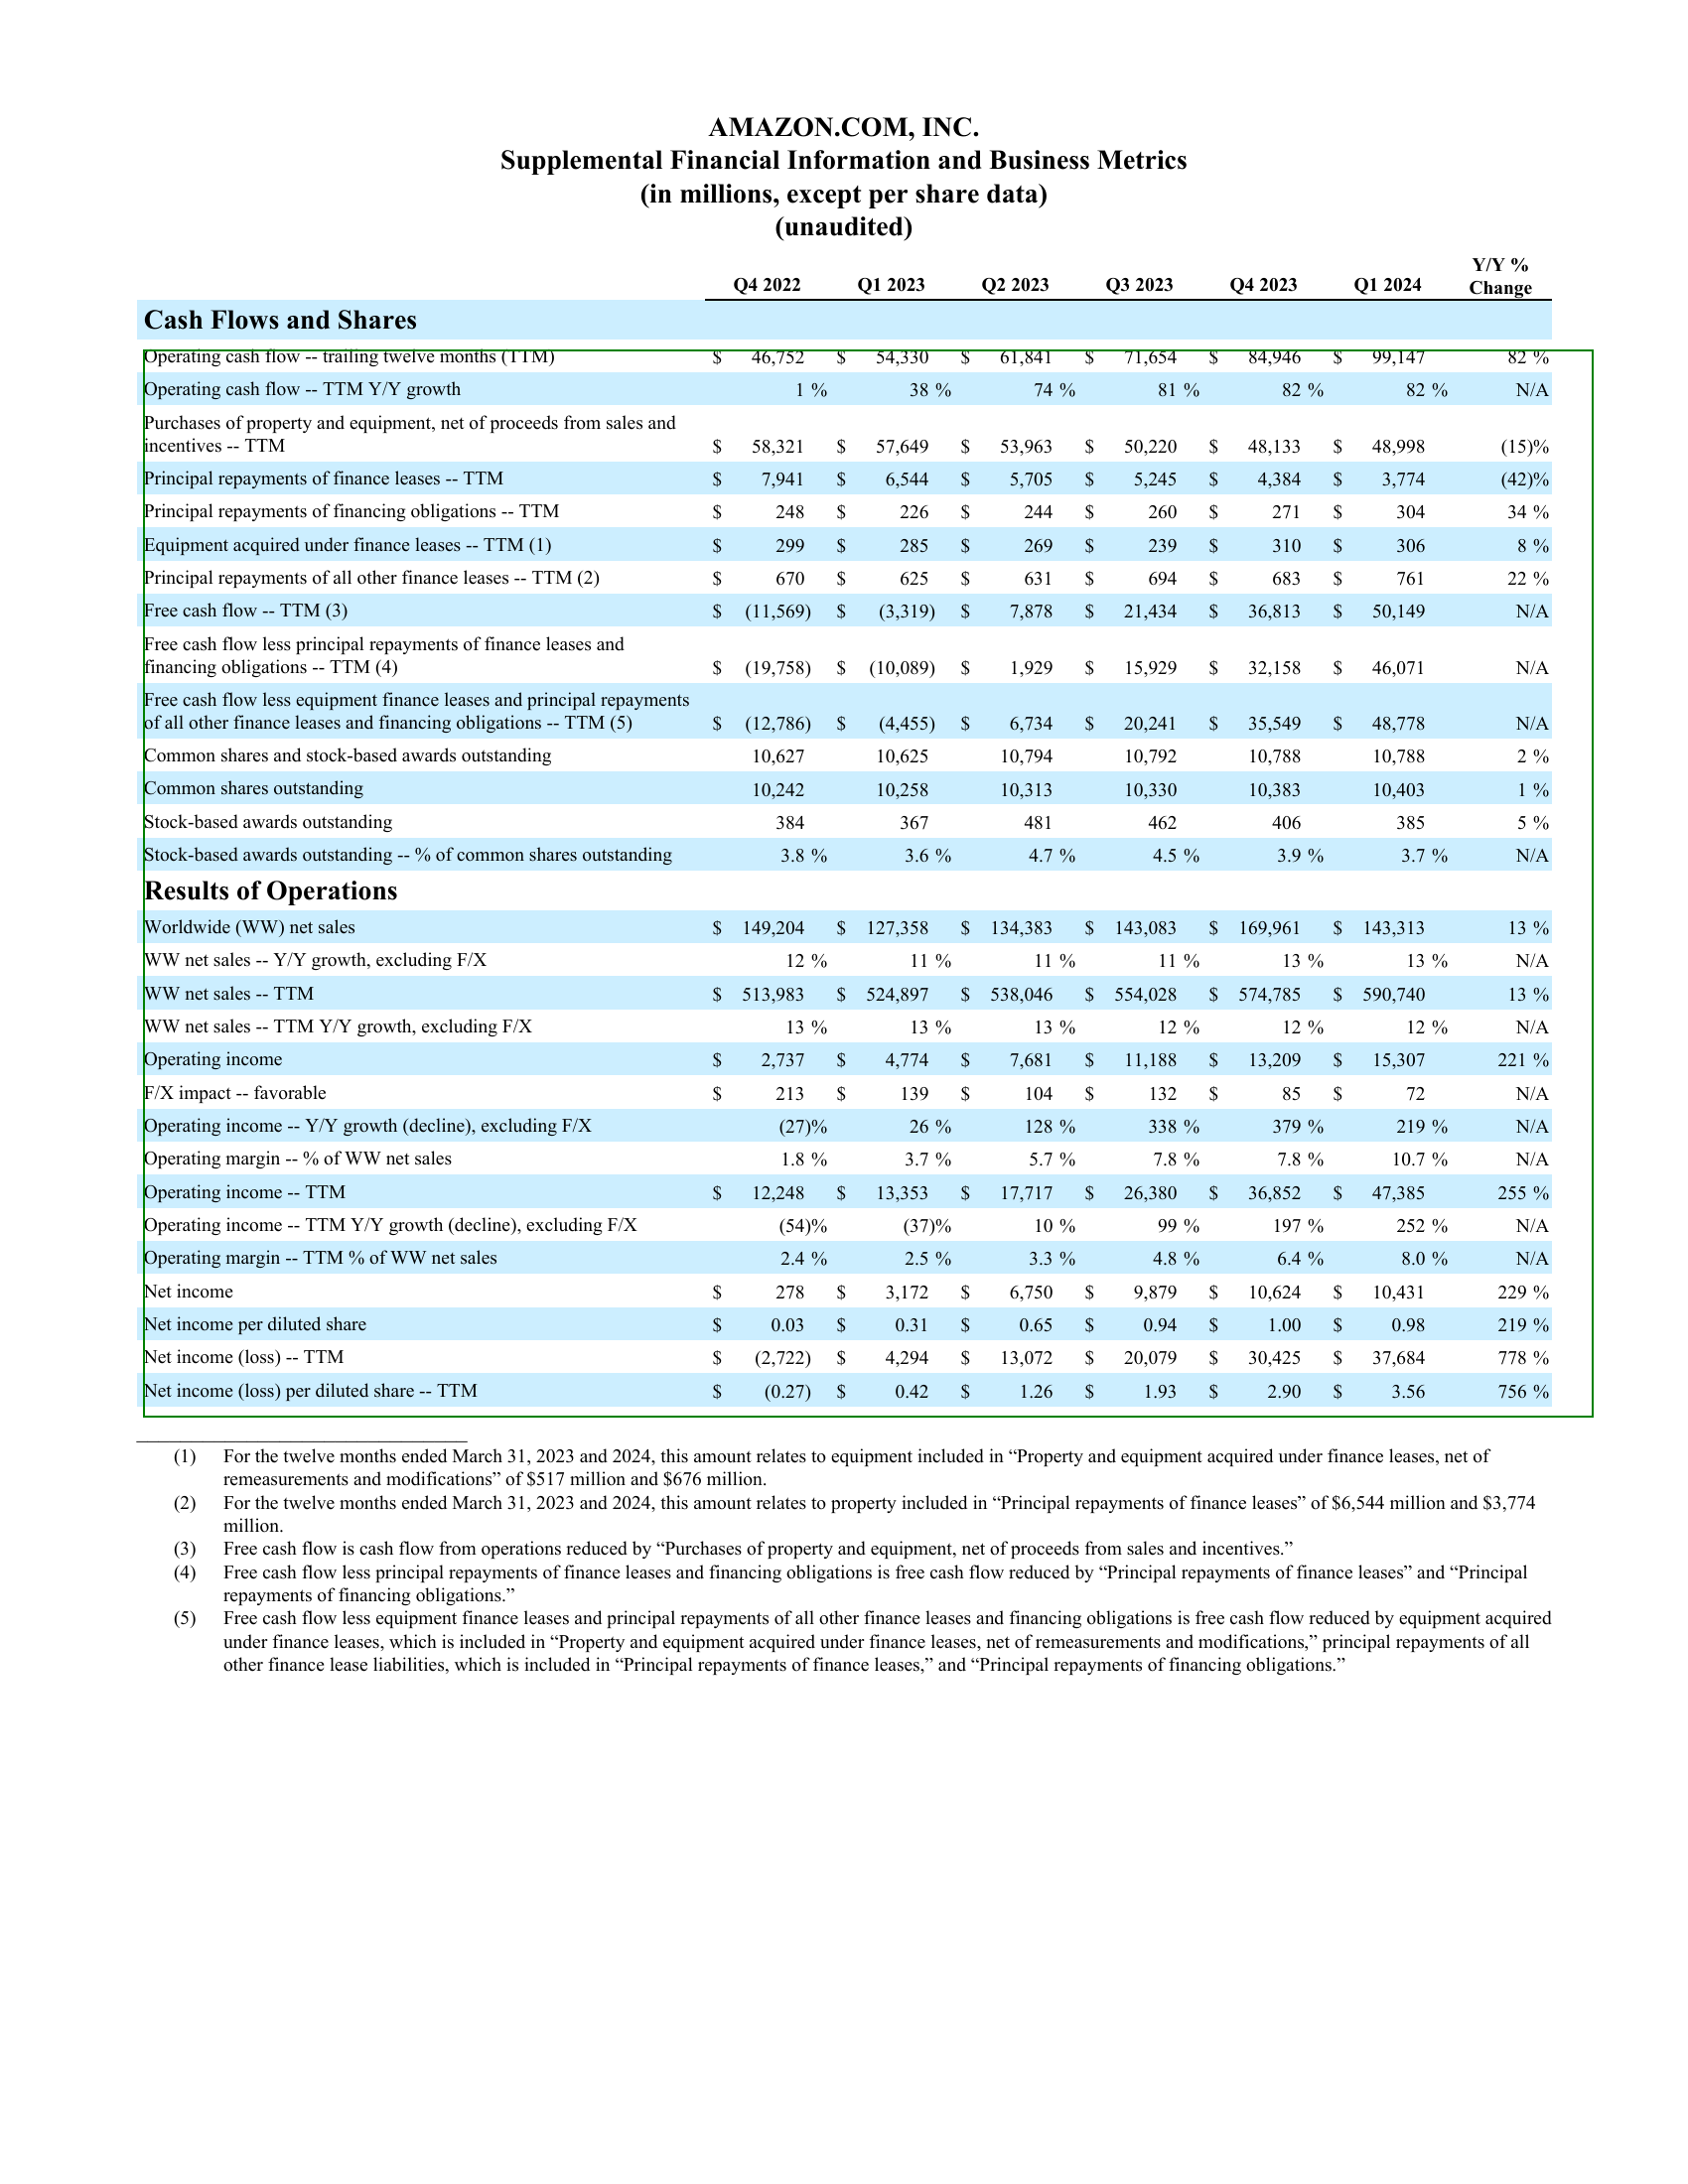 AMAZON.COM, INC.
Supplemental Financial Information and Business Metrics
(in millions, except per share data)
(unaudited)
Q4 2022 Q1 2023 Q2 2023 Q3 2023 Q4 2023 Q1 2024 Y/Y %
Change
Cash Flows and Shares
Operating cash flow -- trailing twelve months (TTM) $ 46,752 $ 54,330 $ 61,841 $ 71,654 $ 84,946 $ 99,147 82 %
Operating cash flow -- TTM Y/Y growth 1 % 38 % 74 % 81 % 82 % 82 % N/A
Purchases of property and equipment, net of proceeds from sales and
incentives -- TTM $ 58,321 $ 57,649 $ 53,963 $ 50,220 $ 48,133 $ 48,998 (15)%
Principal repayments of finance leases -- TTM $ 7,941 $ 6,544 $ 5,705 $ 5,245 $ 4,384 $ 3,774 (42)%
Principal repayments of financing obligations -- TTM $ 248 $ 226 $ 244 $ 260 $ 271 $ 304 34 %
Equipment acquired under finance leases -- TTM (1) $ 299 $ 285 $ 269 $ 239 $ 310 $ 306 8 %
Principal repayments of all other finance leases -- TTM (2) $ 670 $ 625 $ 631 $ 694 $ 683 $ 761 22 %
Free cash flow -- TTM (3) $ (11,569) $ (3,319) $ 7,878 $ 21,434 $ 36,813 $ 50,149 N/A
Free cash flow less principal repayments of finance leases and
financing obligations -- TTM (4) $ (19,758) $ (10,089) $ 1,929 $ 15,929 $ 32,158 $ 46,071 N/A
Free cash flow less equipment finance leases and principal repayments
of all other finance leases and financing obligations -- TTM (5) $ (12,786) $ (4,455) $ 6,734 $ 20,241 $ 35,549 $ 48,778 N/A
Common shares and stock-based awards outstanding 10,627 10,625 10,794 10,792 10,788 10,788 2 %
Common shares outstanding 10,242 10,258 10,313 10,330 10,383 10,403 1 %
Stock-based awards outstanding 384 367 481 462 406 385 5 %
Stock-based awards outstanding -- % of common shares outstanding 3.8 % 3.6 % 4.7 % 4.5 % 3.9 % 3.7 % N/A
Results of Operations
Worldwide (WW) net sales $ 149,204 $ 127,358 $ 134,383 $ 143,083 $ 169,961 $ 143,313 13 %
WW net sales -- Y/Y growth, excluding F/X 12 % 11 % 11 % 11 % 13 % 13 % N/A
WW net sales -- TTM $ 513,983 $ 524,897 $ 538,046 $ 554,028 $ 574,785 $ 590,740 13 %
WW net sales -- TTM Y/Y growth, excluding F/X 13 % 13 % 13 % 12 % 12 % 12 % N/A
Operating income $ 2,737 $ 4,774 $ 7,681 $ 11,188 $ 13,209 $ 15,307 221 %
F/X impact -- favorable $ 213 $ 139 $ 104 $ 132 $ 85 $ 72 N/A
Operating income -- Y/Y growth (decline), excluding F/X (27)% 26 % 128 % 338 % 379 % 219 % N/A
Operating margin -- % of WW net sales 1.8 % 3.7 % 5.7 % 7.8 % 7.8 % 10.7 % N/A
Operating income -- TTM $ 12,248 $ 13,353 $ 17,717 $ 26,380 $ 36,852 $ 47,385 255 %
Operating income -- TTM Y/Y growth (decline), excluding F/X (54)% (37)% 10 % 99 % 197 % 252 % N/A
Operating margin -- TTM % of WW net sales 2.4 % 2.5 % 3.3 % 4.8 % 6.4 % 8.0 % N/A
Net income $ 278 $ 3,172 $ 6,750 $ 9,879 $ 10,624 $ 10,431 229 %
Net income per diluted share $ 0.03 $ 0.31 $ 0.65 $ 0.94 $ 1.00 $ 0.98 219 %
Net income (loss) -- TTM $ (2,722) $ 4,294 $ 13,072 $ 20,079 $ 30,425 $ 37,684 778 %
Net income (loss) per diluted share -- TTM $ (0.27) $ 0.42 $ 1.26 $ 1.93 $ 2.90 $ 3.56 756 %
(1) For the twelve months ended March 31, 2023 and 2024, this amount relates to equipment included in “Property and equipment acquired under finance leases, net of
remeasurements and modifications” of $517 million and $676 million.
(2) For the twelve months ended March 31, 2023 and 2024, this amount relates to property included in “Principal repayments of finance leases” of $6,544 million and $3,774
million.
(3) Free cash flow is cash flow from operations reduced by “Purchases of property and equipment, net of proceeds from sales and incentives.”
(4) Free cash flow less principal repayments of finance leases and financing obligations is free cash flow reduced by “Principal repayments of finance leases” and “Principal
repayments of financing obligations.”
(5) Free cash flow less equipment finance leases and principal repayments of all other finance leases and financing obligations is free cash flow reduced by equipment acquired
under finance leases, which is included in “Property and equipment acquired under finance leases, net of remeasurements and modifications,” principal repayments of all
other finance lease liabilities, which is included in “Principal repayments of finance leases,” and “Principal repayments of financing obligations.”